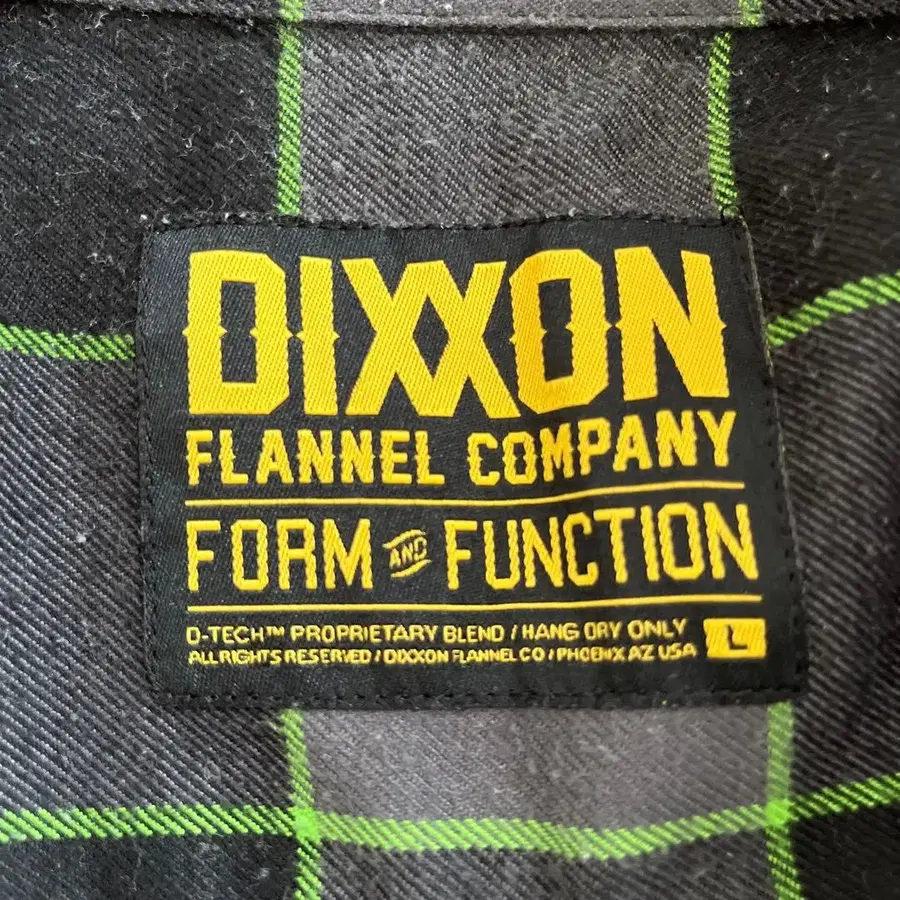 DIXXON
FLANNEL COMPANY
FORM AND FUNCTION
D-TECH™ PROPRIETARY BLEND / HANG DRY ONLY L
ALL RIGHTS RESERVED / DIXXON FLANNEL CO / PHOENIX AZ USA